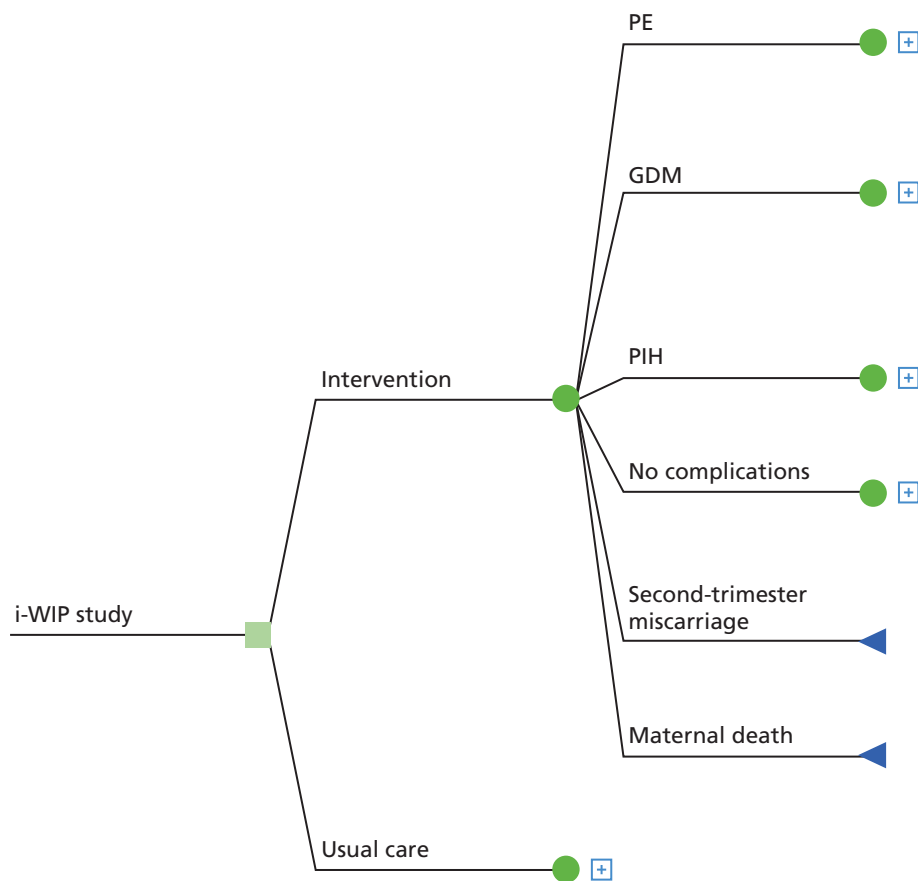 PE
GDM
PIH
Intervention
No complications
Second-trimester
miscarriage
i-WIP study
Maternal death
Usual care